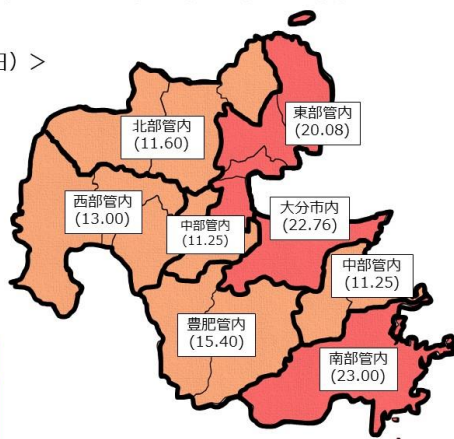 日）＞
北部管内
(11.60)
東部管内
(20.08)
西部管内
(13.00)
中部管内
(11.25)
大分市内
(22.76)
中部管内
(11.25)
豊肥管内
(15.40)
南部管内
(23.00)